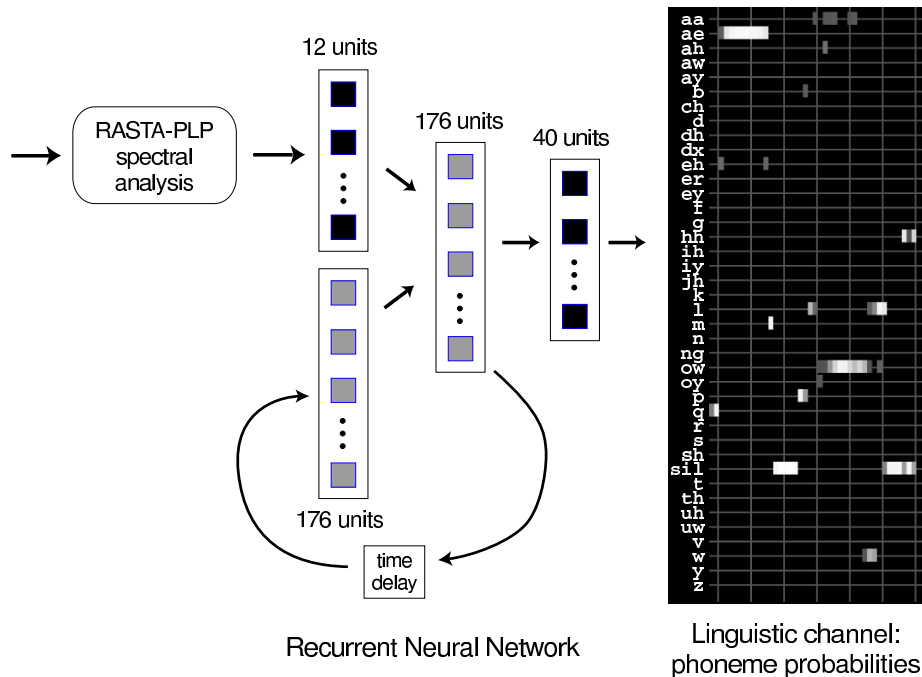 12 units
RASTA-PLP
spectral
analysis
176 units
40 units
176 units
time
delay
Recurrent Neural Network
aa
ae
ah
aw
ay
b
ch
d
dh
dx
eh
er
ey
f
g
hh
ih
iy
jh
k
l
m
n
ng
ow
oy
p
q
r
s
sh
sil
t
th
uh
uw
v
w
y
z
Linguistic channel:
phoneme probabilities